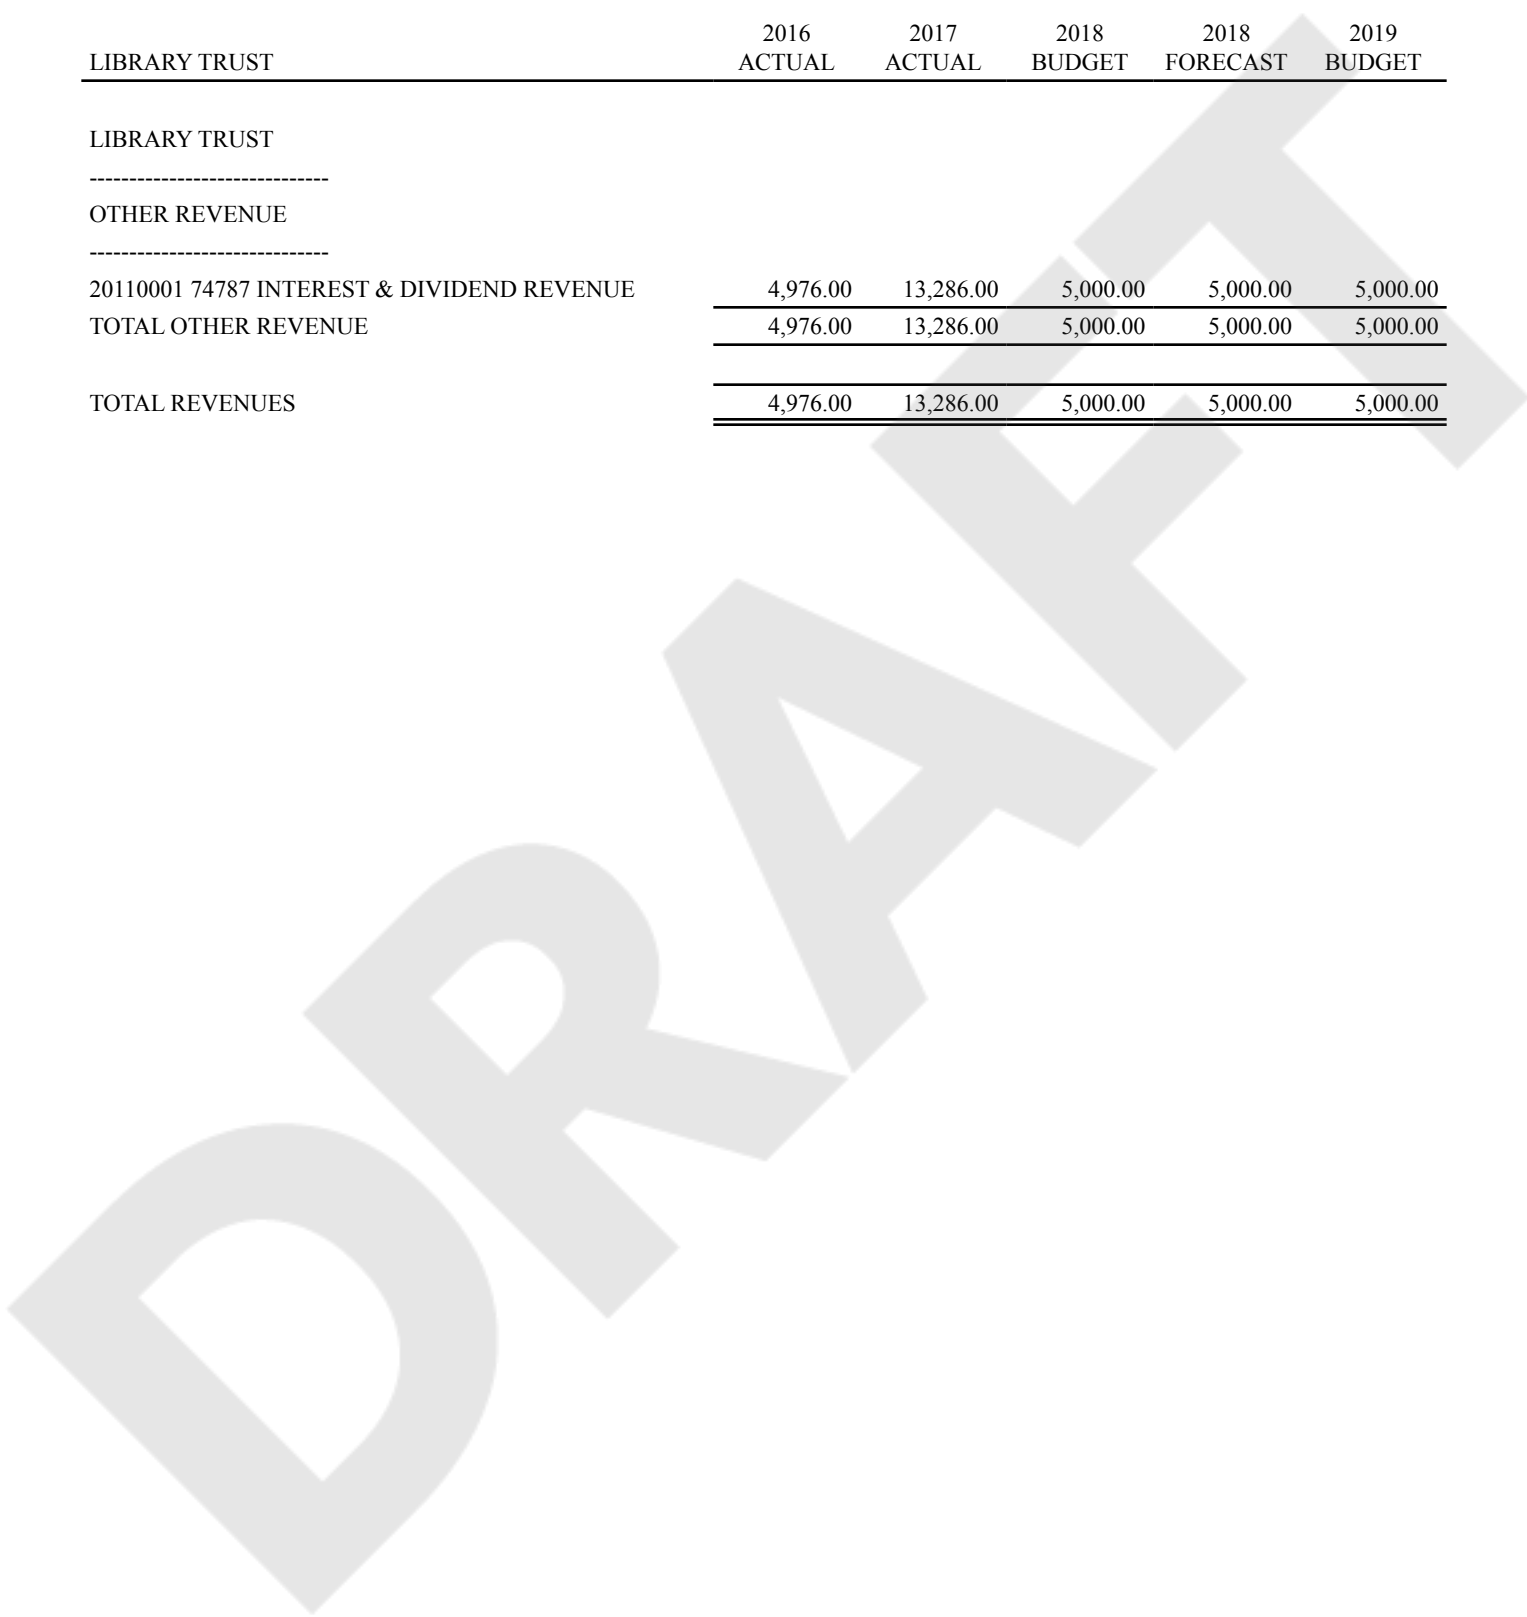 2016 2017 2018 2018 2019
LIBRARY TRUST ACTUAL ACTUAL BUDGET FORECAST BUDGET
LIBRARY TRUST
------------------------------
OTHER REVENUE
------------------------------
20110001 74787 INTEREST & DIVIDEND REVENUE 4,976.00 13,286.00 5,000.00 5,000.00 5,000.00
TOTAL OTHER REVENUE 4,976.00 13,286.00 5,000.00 5,000.00 5,000.00
TOTAL REVENUES 4,976.00 13,286.00 5,000.00 5,000.00 5,000.00
DRAFT